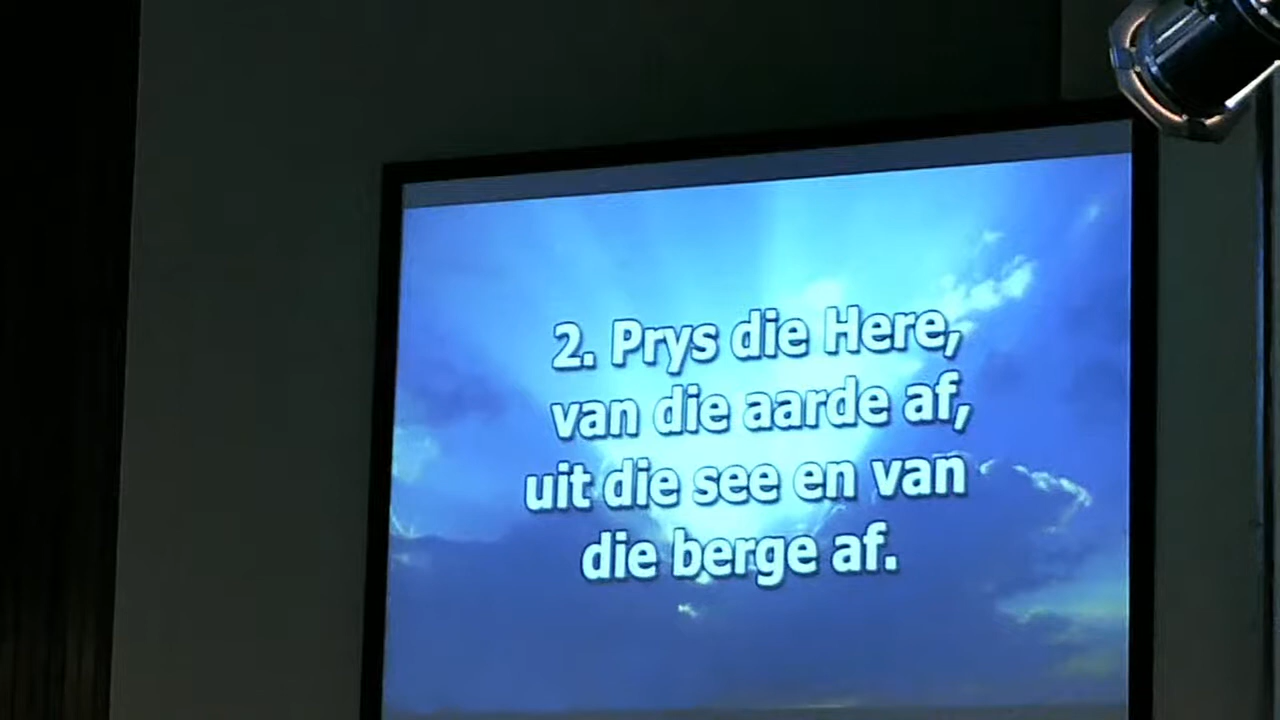 2. Prys die Here,
van die aarde af,
uit die see en van
die berge af.